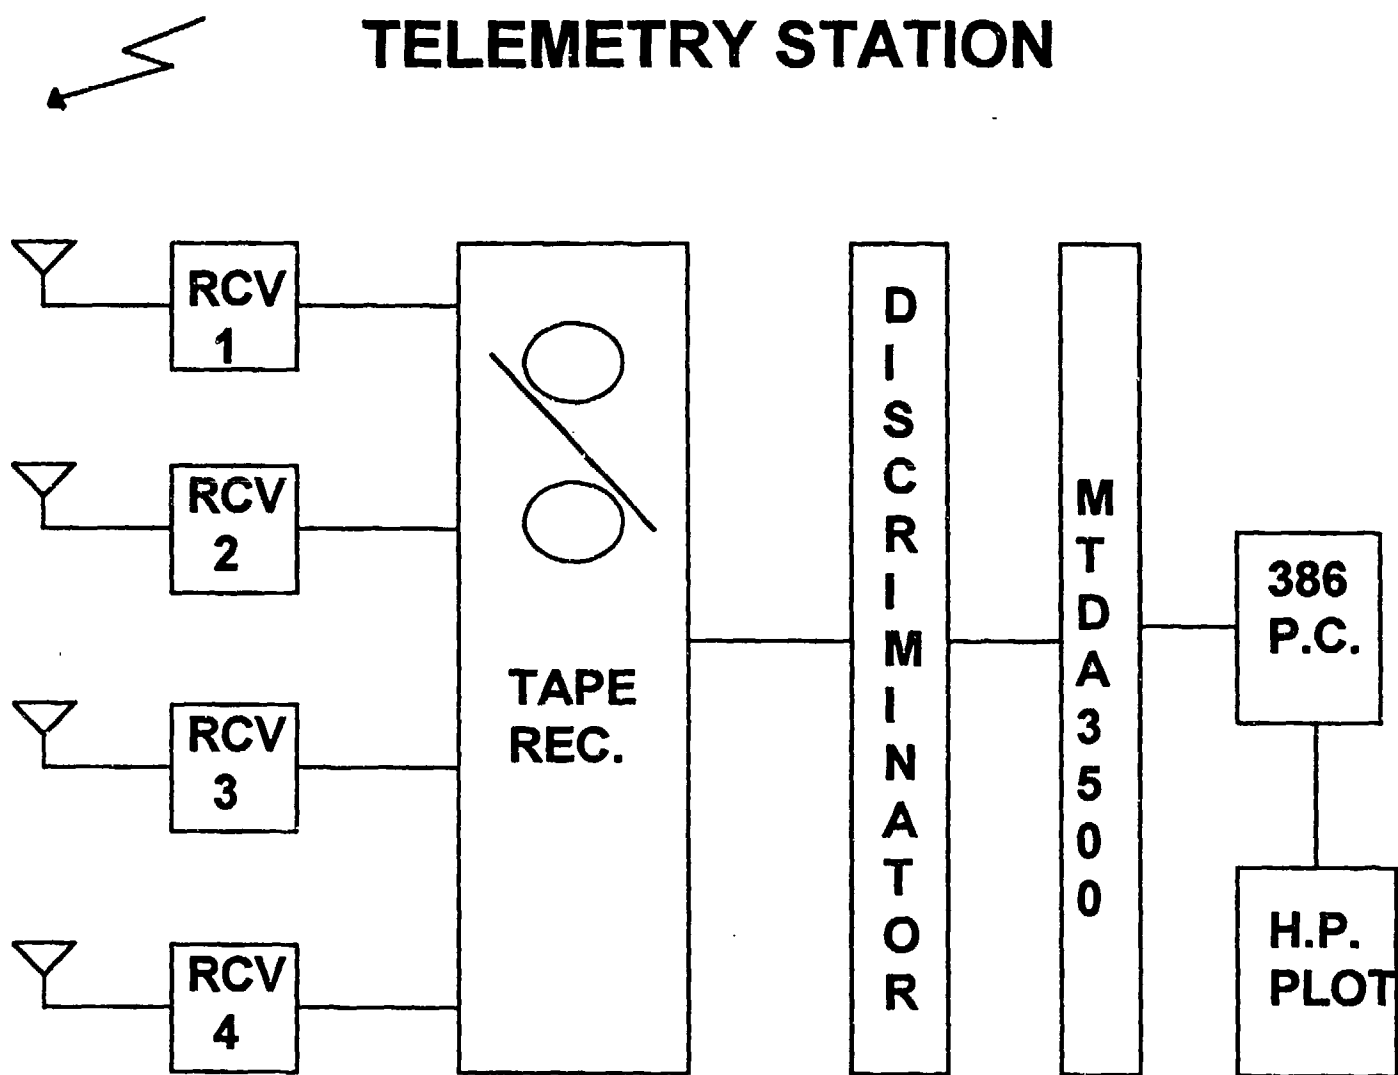 TELEMETRY STATION
RCV
1
RCV
2
RCV
3
RCV
4
TAPE
REC.
DISCRIMINATOR
MTDA3500
386
P.C.
H.P.
PLOT